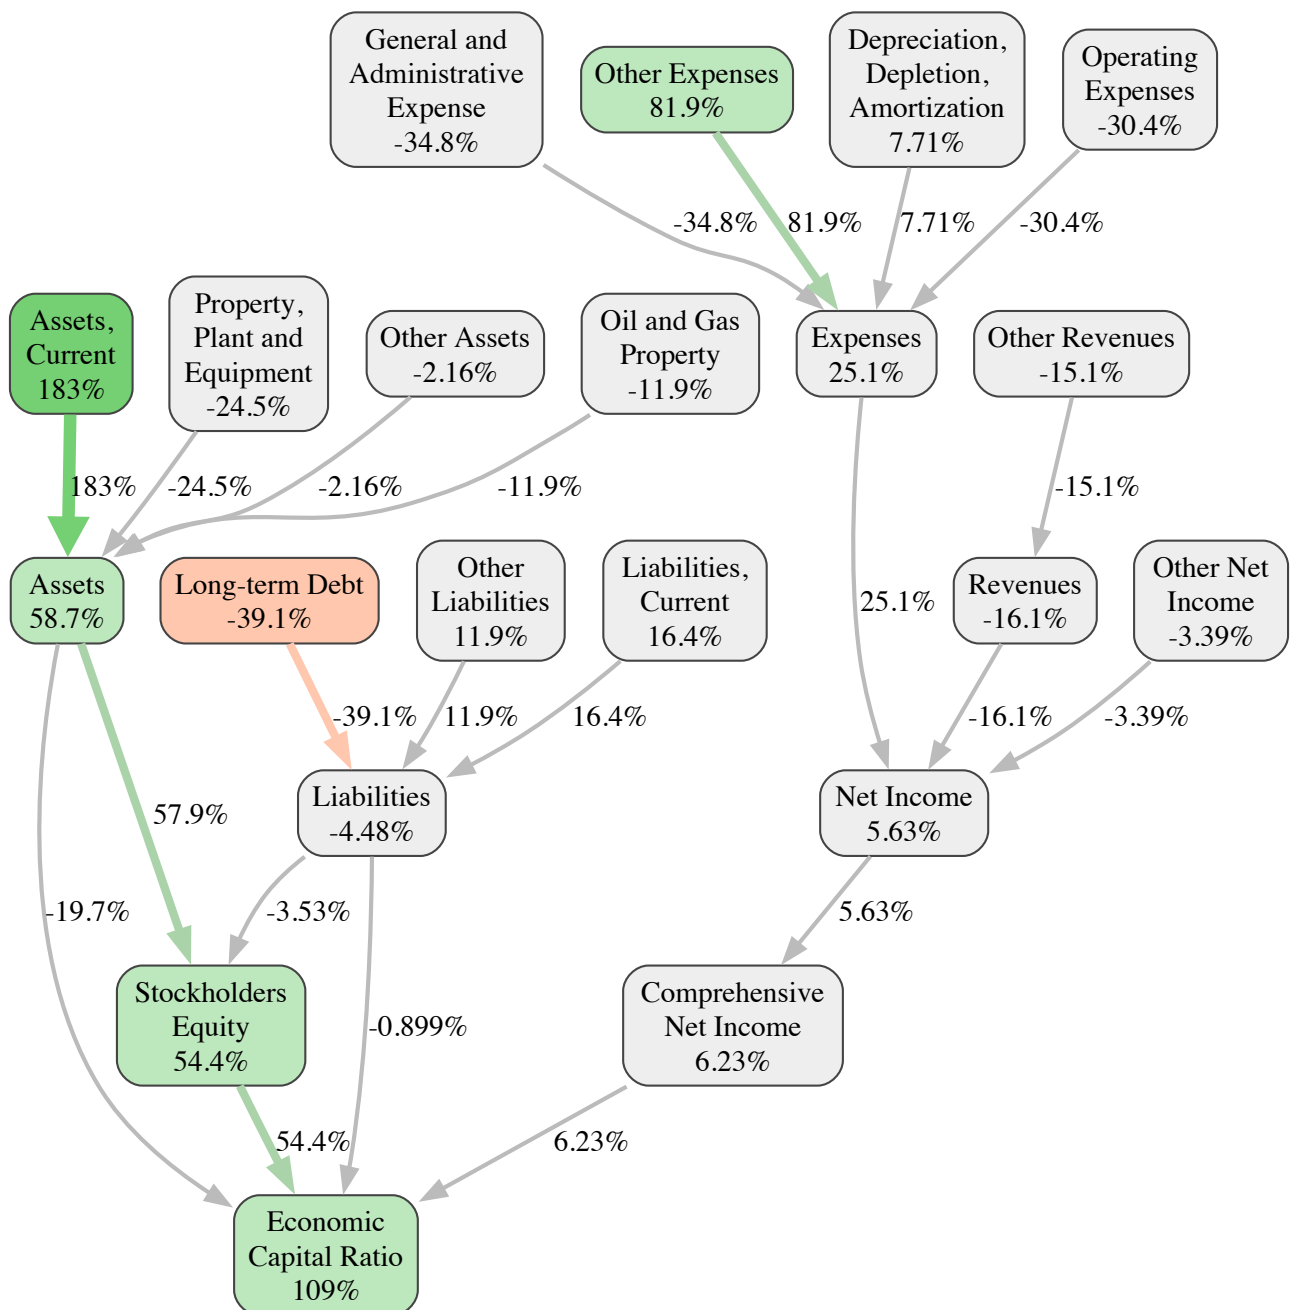 General and
Administrative
Expense
-34.8%
Other Expenses
81.9%
Depreciation,
Depletion,
Amortization
7.71%
Operating
Expenses
-30.4%
-34.8%
81.9%
7.71%
-30.4%
Assets,
Current
183%
Property,
Plant and
Equipment
-24.5%
Other Assets
-2.16%
Oil and Gas
Property
-11.9%
Expenses
25.1%
Other Revenues
-15.1%
183%
-24.5%
-2.16%
-11.9%
-15.1%
Assets
58.7%
Long-term Debt
-39.1%
Other
Liabilities
11.9%
Liabilities,
Current
16.4%
25.1%
Revenues
-16.1%
Other Net
Income
-3.39%
-39.1%
11.9%
16.4%
-16.1%
-3.39%
57.9%
Liabilities
-4.48%
Net Income
5.63%
-19.7%
-3.53%
5.63%
Stockholders
Equity
54.4%
-0.899%
Comprehensive
Net Income
6.23%
54.4%
6.23%
Economic
Capital Ratio
109%